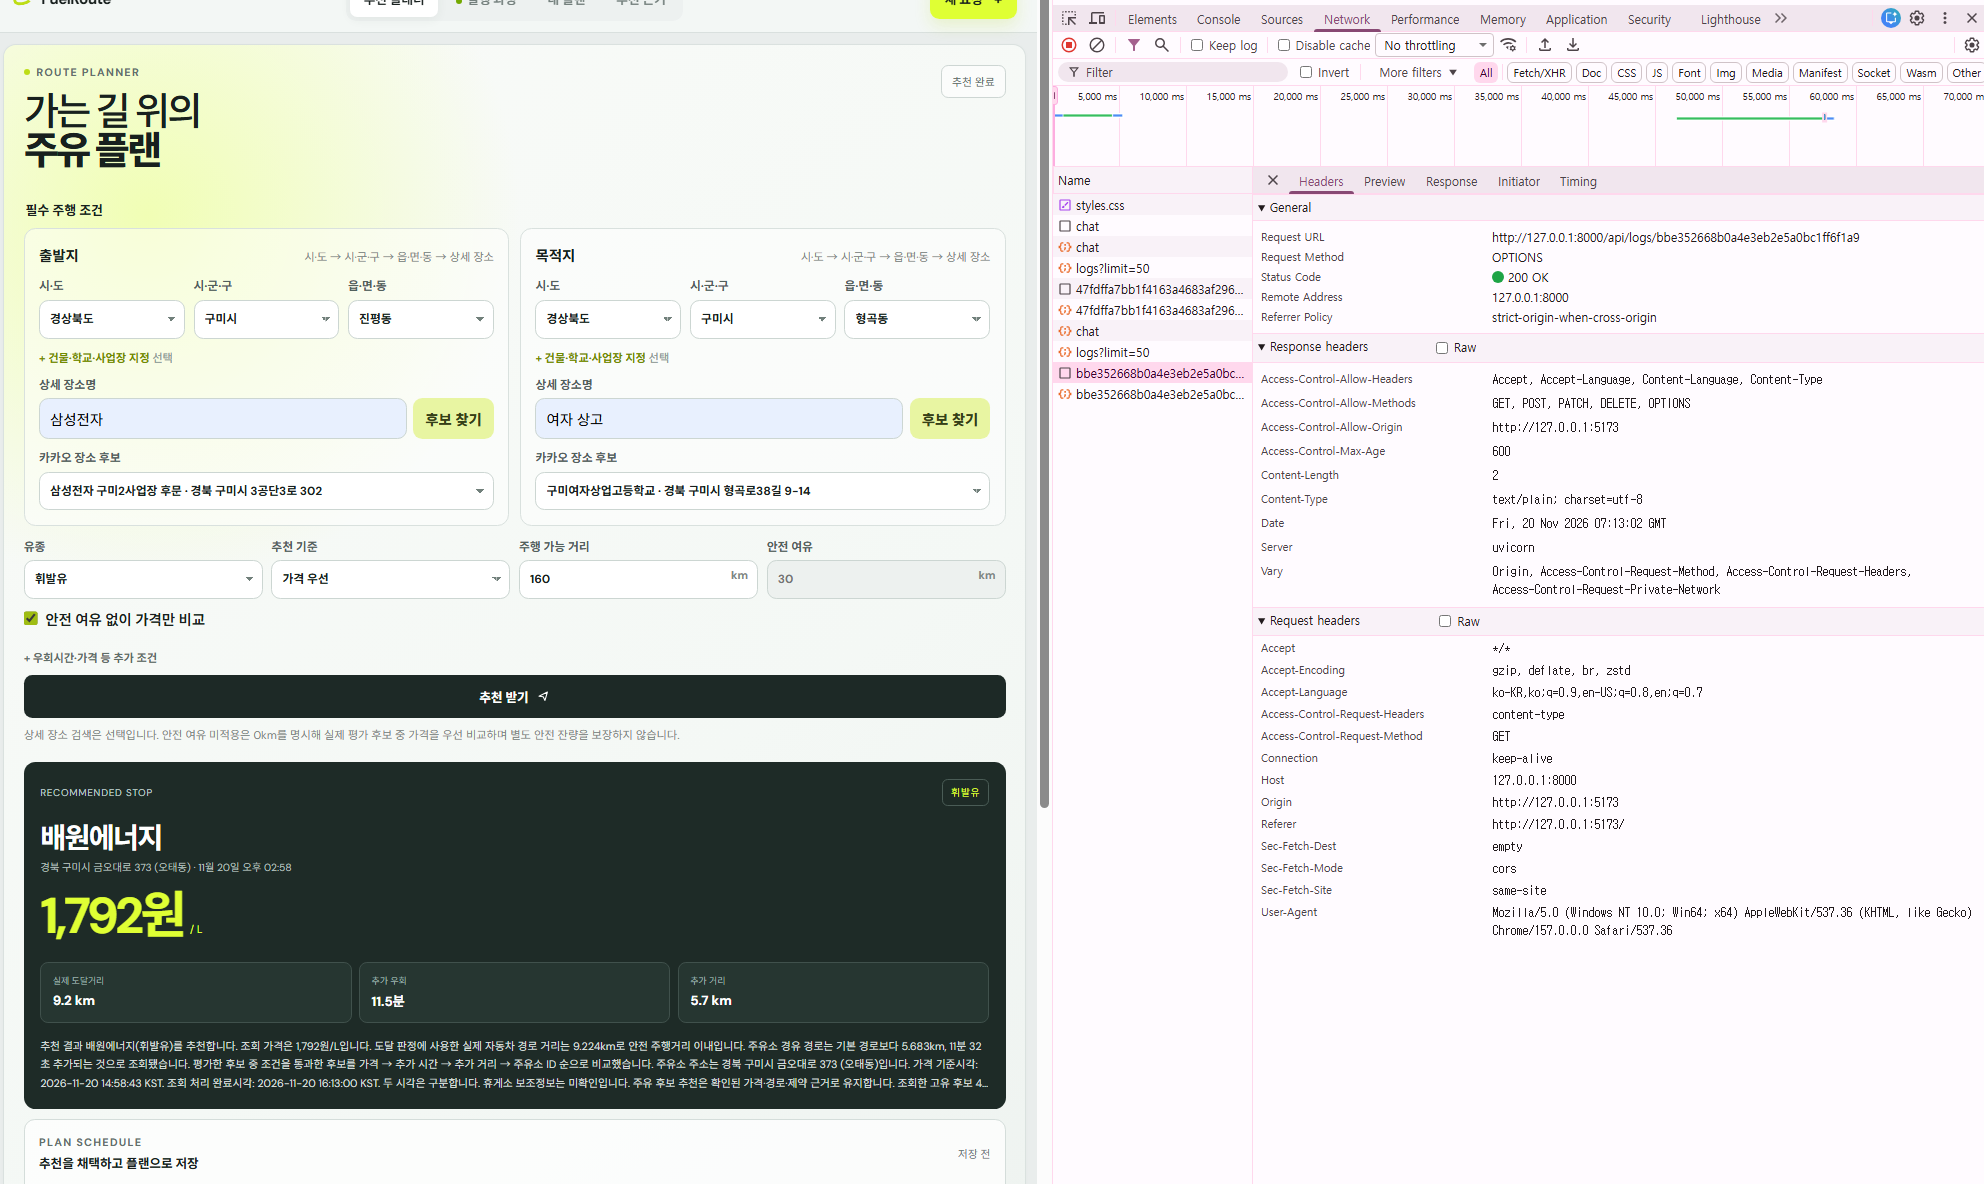 FuelRoute
ROUTE PLANNER
추천 완료
가는 길 위의
주유 플랜
필수 주행 조건
출발지
시·도 → 시·군·구 → 읍·면·동 → 상세 장소
시·도
시·군·구
읍·면·동
경상북도
구미시
진평동
+ 건물·학교·사업장 지정 선택
상세 장소명
삼성전자
후보 찾기
카카오 장소 후보
삼성전자 구미2사업장 후문 · 경북 구미시 3공단3로 302
목적지
시·도 → 시·군·구 → 읍·면·동 → 상세 장소
시·도
시·군·구
읍·면·동
경상북도
구미시
형곡동
+ 건물·학교·사업장 지정 선택
상세 장소명
여자 상고
후보 찾기
카카오 장소 후보
구미여자상업고등학교 · 경북 구미시 형곡로38길 9-14
유종
추천 기준
주행 가능 거리
안전 여유
휘발유
가격 우선
160 km
30 km
안전 여유 없이 가격만 비교
+ 우회시간·가격 등 추가 조건
추천 받기
상세 장소 검색은 선택입니다. 안전 여유 미적용은 0km를 명시해 실제 평가 후보 중 가격을 우선 비교하며 별도 안전 잔량을 보장하지 않습니다.
RECOMMENDED STOP
휘발유
배원에너지
경북 구미시 금오대로 373 (오태동) · 11월 20일 오후 02:58
1,792원 / L
실제 도달거리
9.2 km
추가 우회
11.5분
추가 거리
5.7 km
추천 결과 배원에너지(휘발유)를 추천합니다. 조회 가격은 1,792원/L입니다. 도달 판정에 사용한 실제 자동차 경로 거리는 9.224km로 안전 주행거리 이내입니다. 주유소 경유 경로는 기본 경로보다 5.683km, 11분 32
초 추가되는 것으로 조회됐습니다. 평가한 후보 중 조건을 통과한 후보를 가격 → 추가 시간 → 추가 거리 → 주유소 ID 순으로 비교했습니다. 주유소 주소는 경북 구미시 금오대로 373 (오태동)입니다. 가격 기준시각:
2026-11-20 14:58:43 KST. 조회 처리 완료시각: 2026-11-20 16:13:00 KST. 두 시각은 구분합니다. 휴게소 보조정보는 미확인입니다. 주유 후보 추천은 확인된 가격·경로·제약 근거로 유지합니다. 조회한 고유 후보 4...
PLAN SCHEDULE
추천을 채택하고 플랜으로 저장
저장 전
Elements
Console
Sources
Network
Performance
Memory
Application
Security
Lighthouse
Keep log
Disable cache
No throttling
Filter
Invert
More filters
All
Fetch/XHR
Doc
CSS
JS
Font
Img
Media
Manifest
Socket
Wasm
Other
5,000 ms
10,000 ms
15,000 ms
20,000 ms
25,000 ms
30,000 ms
35,000 ms
40,000 ms
45,000 ms
50,000 ms
55,000 ms
60,000 ms
65,000 ms
70,000 m
Name
styles.css
chat
chat
logs?limit=50
47fdffa7bb1f4163a4683af296...
47fdffa7bb1f4163a4683af296...
chat
logs?limit=50
bbe352668b0a4e3eb2e5a0bc...
bbe352668b0a4e3eb2e5a0bc...
Headers
Preview
Response
Initiator
Timing
General
Request URL http://127.0.0.1:8000/api/logs/bbe352668b0a4e3eb2e5a0bc1ff6f1a9
Request Method OPTIONS
Status Code 200 OK
Remote Address 127.0.0.1:8000
Referrer Policy strict-origin-when-cross-origin
Response headers Raw
Access-Control-Allow-Headers Accept, Accept-Language, Content-Language, Content-Type
Access-Control-Allow-Methods GET, POST, PATCH, DELETE, OPTIONS
Access-Control-Allow-Origin http://127.0.0.1:5173
Access-Control-Max-Age 600
Content-Length 2
Content-Type text/plain; charset=utf-8
Date Fri, 20 Nov 2026 07:13:02 GMT
Server uvicorn
Vary Origin, Access-Control-Request-Method, Access-Control-Request-Headers,
Access-Control-Request-Private-Network
Request headers Raw
Accept */*
Accept-Encoding gzip, deflate, br, zstd
Accept-Language ko-KR,ko;q=0.9,en-US;q=0.8,en;q=0.7
Access-Control-Request-Headers content-type
Access-Control-Request-Method GET
Connection keep-alive
Host 127.0.0.1:8000
Origin http://127.0.0.1:5173
Referer http://127.0.0.1:5173/
Sec-Fetch-Dest empty
Sec-Fetch-Mode cors
Sec-Fetch-Site same-site
User-Agent Mozilla/5.0 (Windows NT 10.0; Win64; x64) AppleWebKit/537.36 (KHTML, like Gecko)
Chrome/157.0.0.0 Safari/537.36